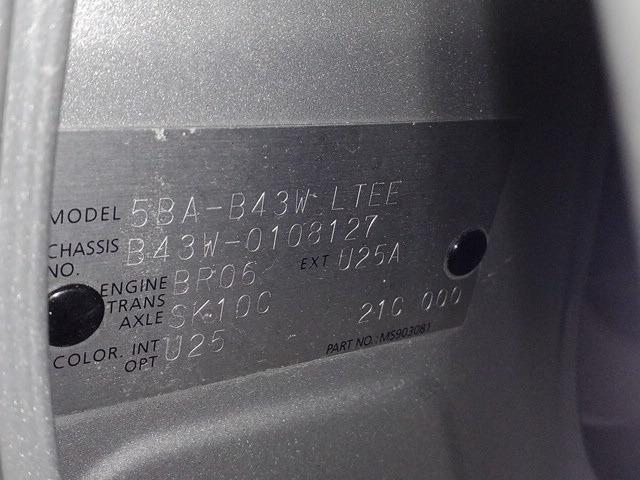 MODEL 5BA-B43W LTEE
CHASSIS NO. B43W-0108127
ENGINE BR06 EXT U25A
TRANS AXLE SK10C 21C 000
COLOR. INT OPT U25
PART NO.: MS903081